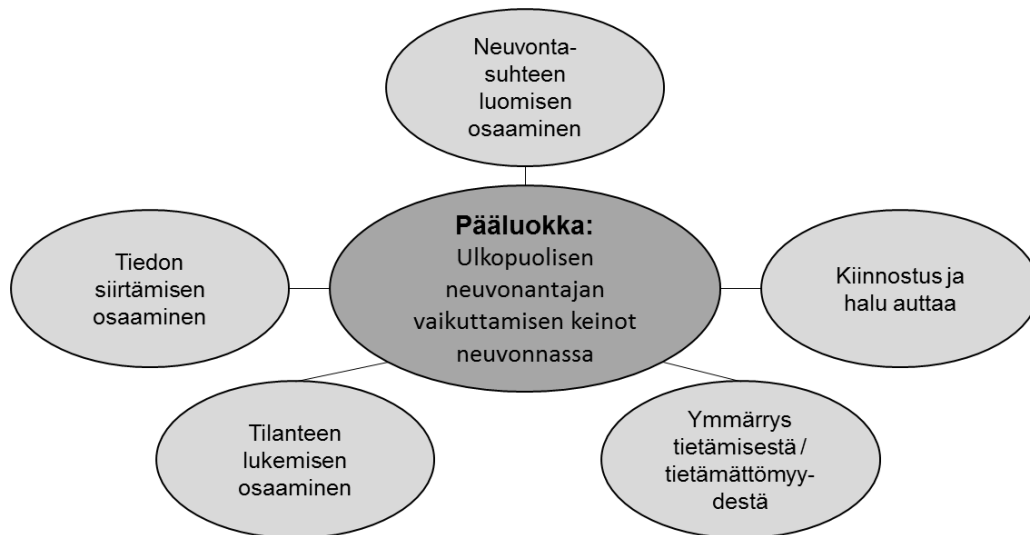 Neuvonta-
suhteen
luomisen
osaaminen
Pääluokka:
Ulkopuolisen
neuvonantajan
vaikuttamisen keinot
neuvonnassa
Tiedon
siirtämisen
osaaminen
Kiinnostus ja
halu auttaa
Tilanteen
lukemisen
osaaminen
Ymmärrys
tietämisestä /
tietämättömyy-
destä